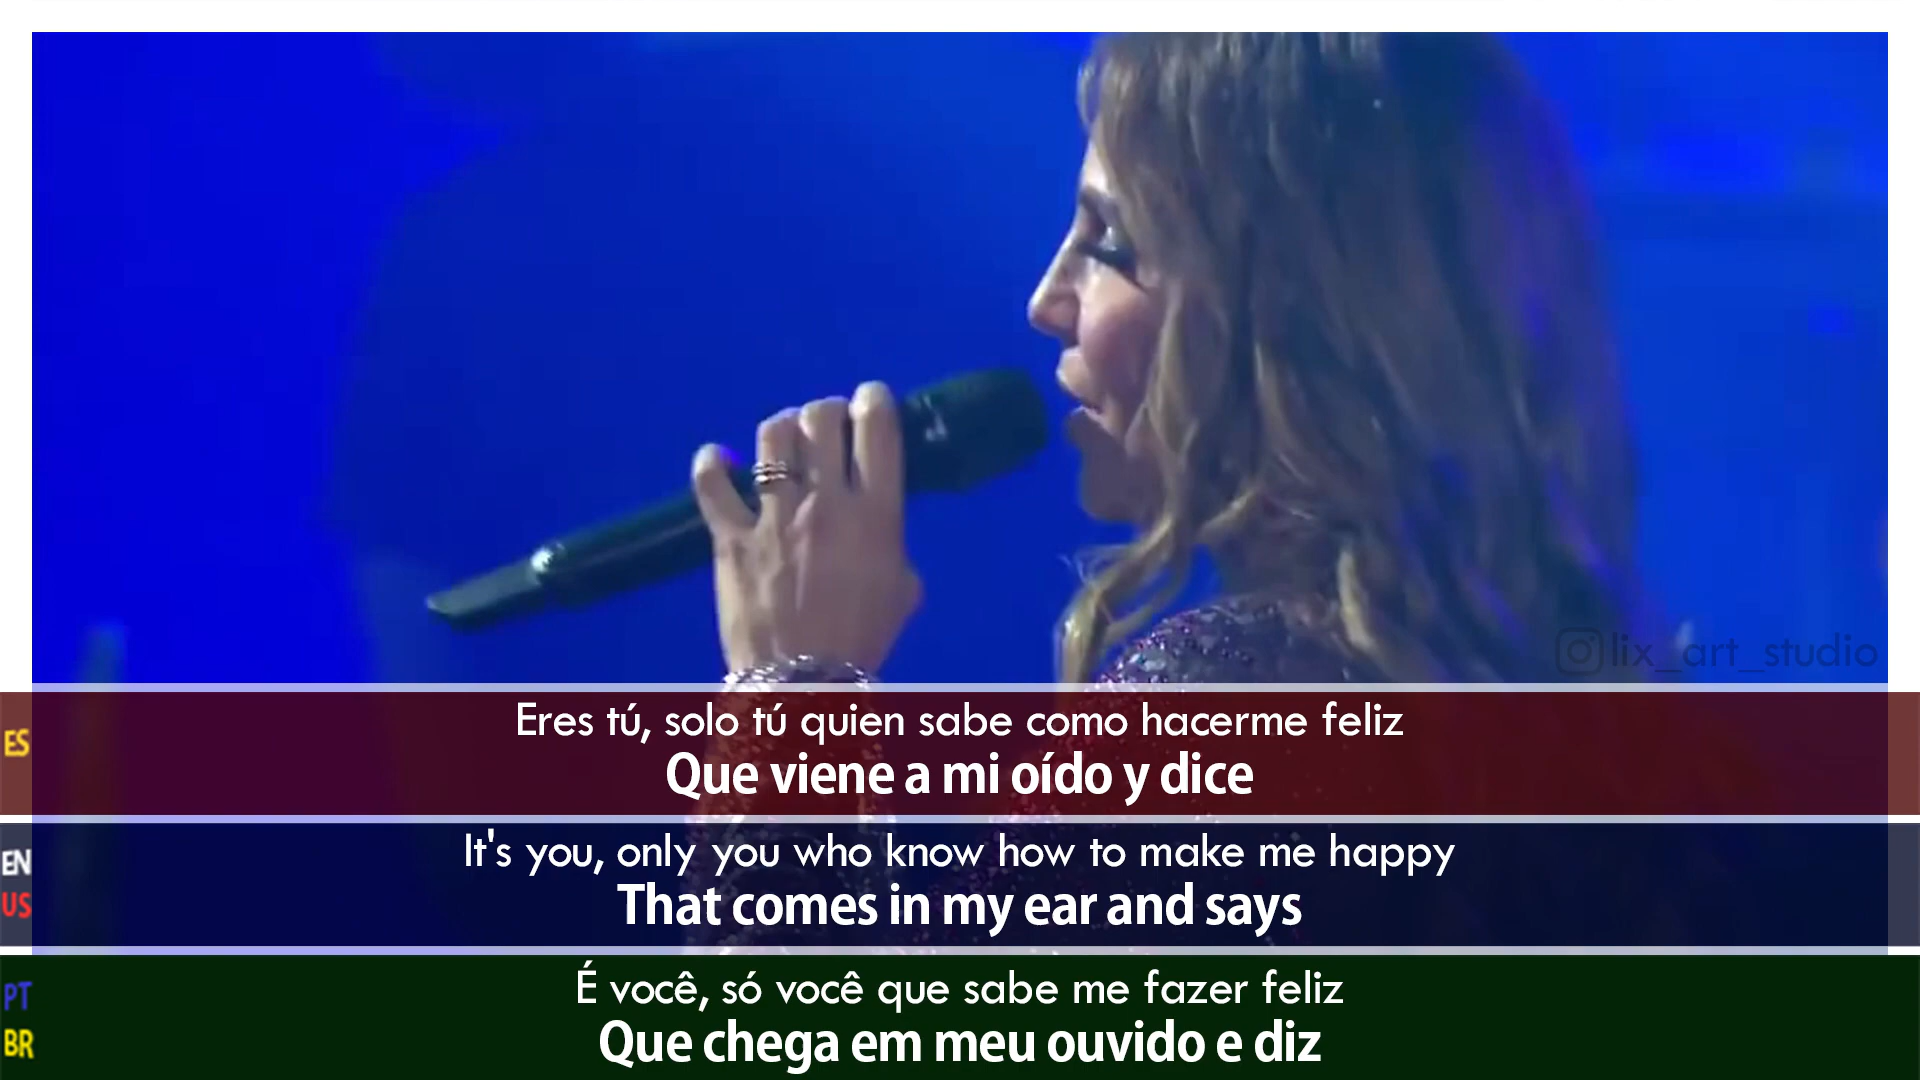 lix_art_studio
ES
Eres tú, solo tú quien sabe como hacerme feliz
Que viene a mi oído y dice
EN
US
It's you, only you who know how to make me happy
That comes in my ear and says
PT
BR
É você, só você que sabe me fazer feliz
Que chega em meu ouvido e diz